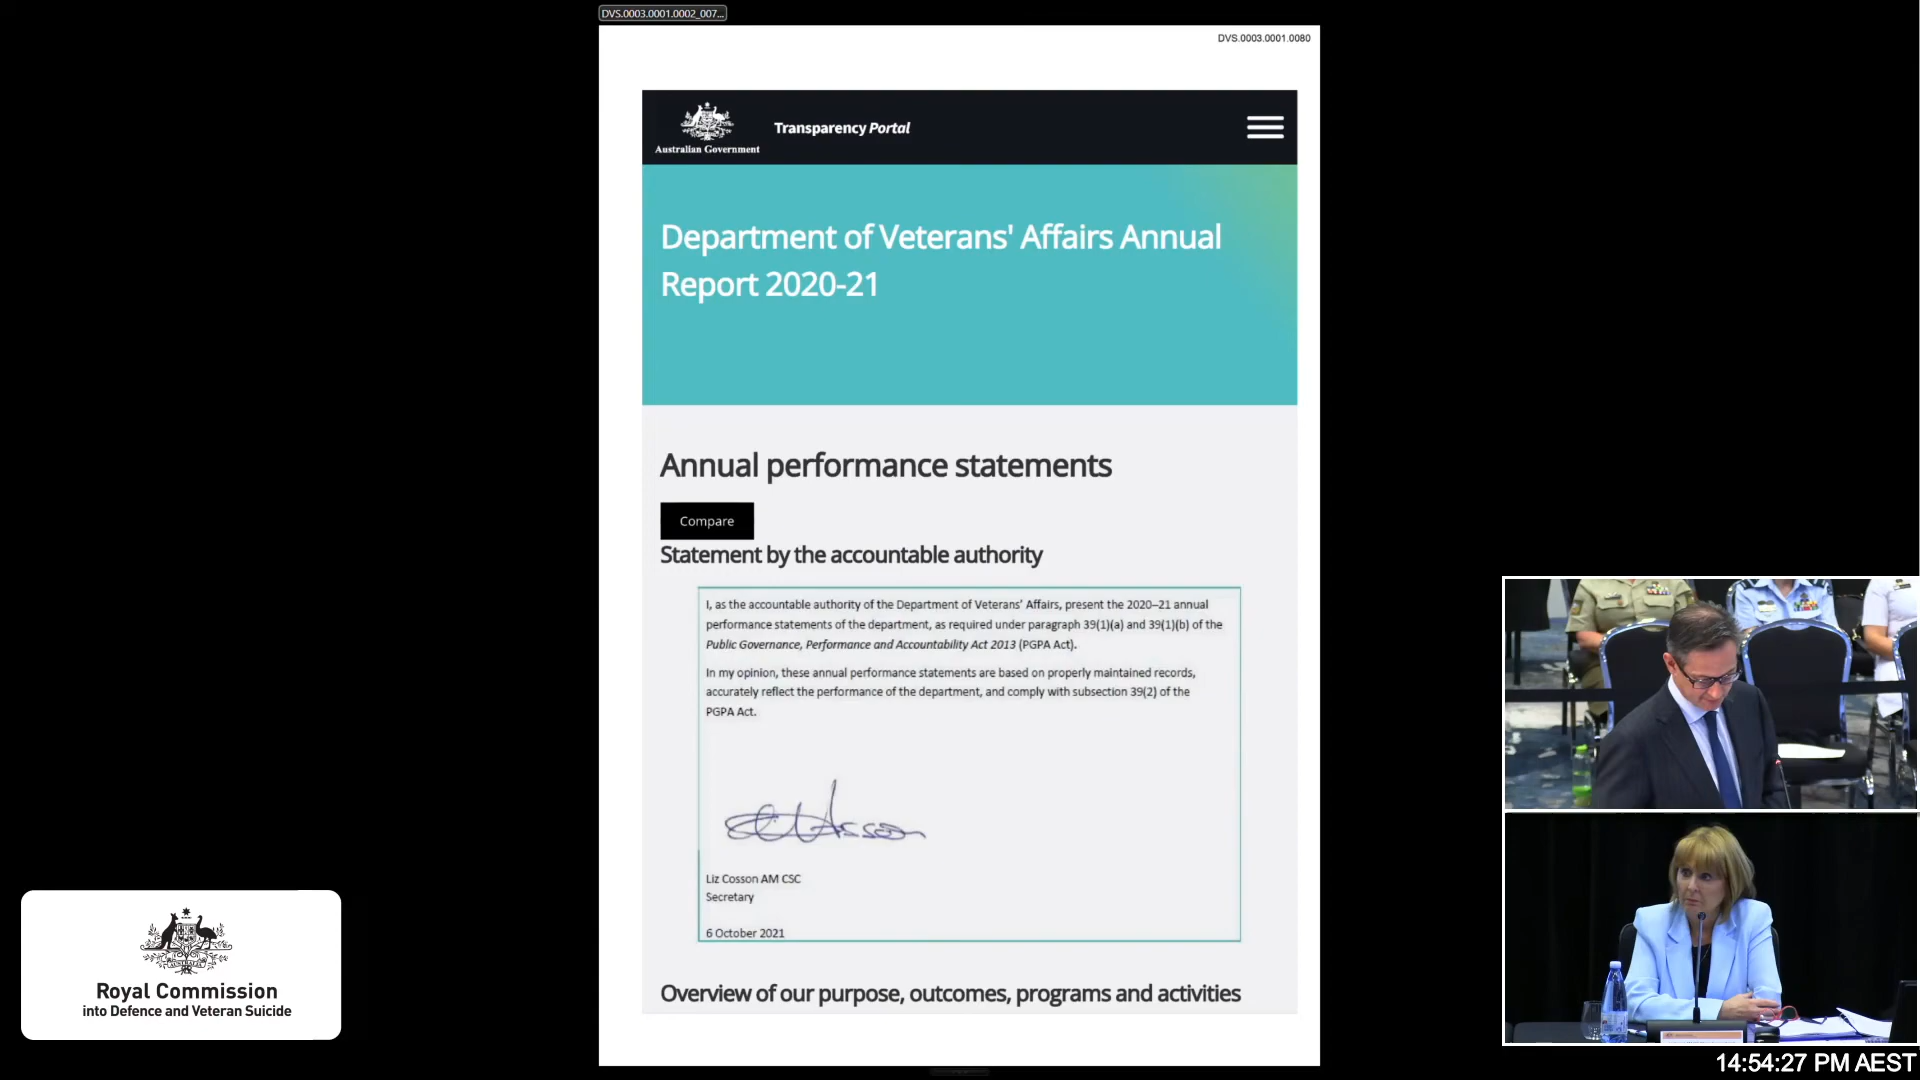 DVS.0003.0001.0002_007...
DVS.0003.0001.0080
Australian Government
Transparency Portal
Department of Veterans' Affairs Annual
Report 2020-21
Annual performance statements
Compare
Statement by the accountable authority
I, as the accountable authority of the Department of Veterans' Affairs, present the 2020–21 annual
performance statements of the department, as required under paragraph 39(1)(a) and 39(1)(b) of the
Public Governance, Performance and Accountability Act 2013 (PGPA Act).
In my opinion, these annual performance statements are based on properly maintained records,
accurately reflect the performance of the department, and comply with subsection 39(2) of the
PGPA Act.
Liz Cosson AM CSC
Secretary
6 October 2021
Overview of our purpose, outcomes, programs and activities
AUSTRALIA
Royal Commission
into Defence and Veteran Suicide
14:54:27 PM AEST